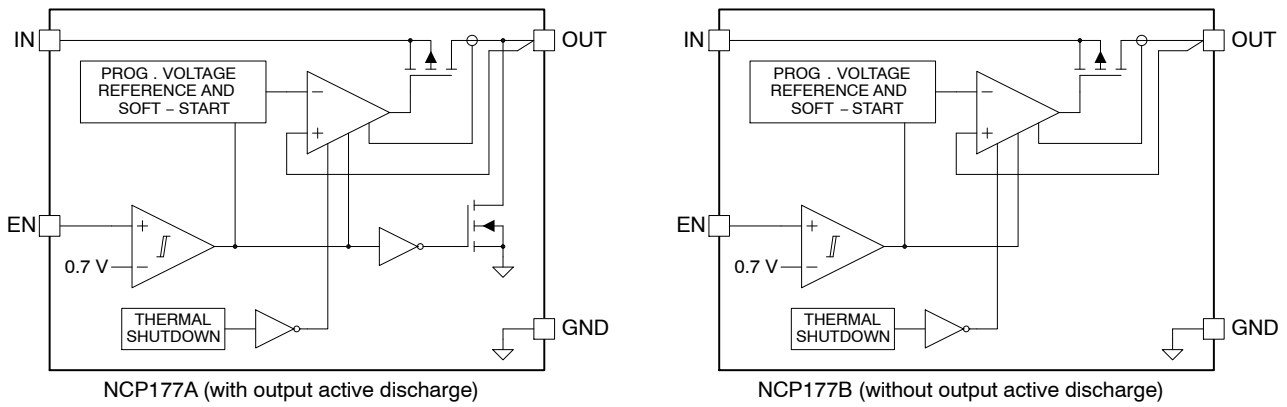 IN
OUT
PROG . VOLTAGE
REFERENCE AND
SOFT − START
−
+
EN
+
0.7 V
−
THERMAL
SHUTDOWN
GND
NCP177A (with output active discharge)
IN
OUT
PROG . VOLTAGE
REFERENCE AND
SOFT − START
−
+
EN
+
0.7 V
−
THERMAL
SHUTDOWN
GND
NCP177B (without output active discharge)